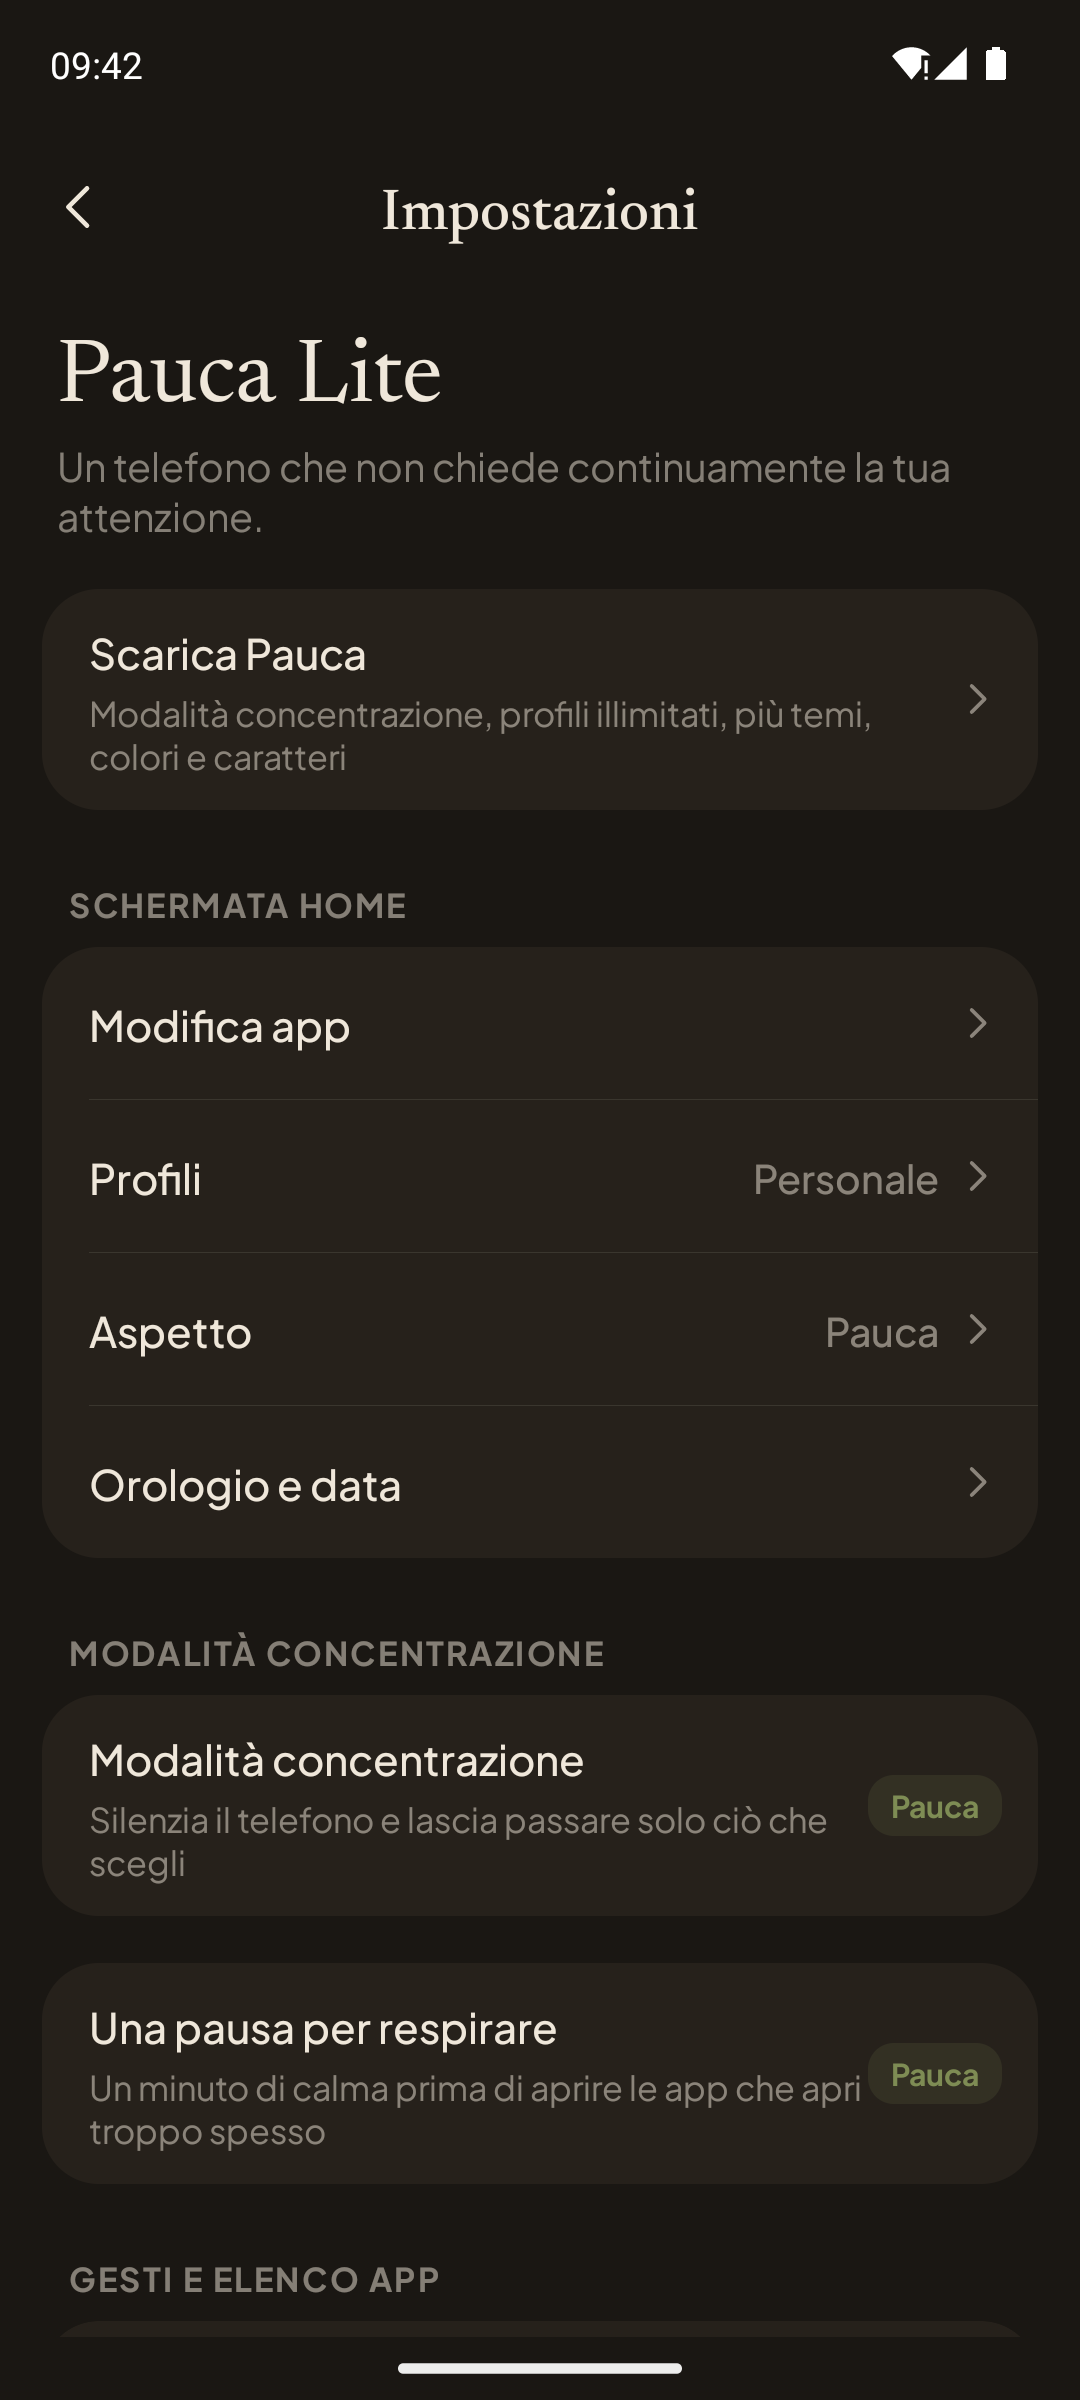 09:42
Impostazioni
Pauca Lite
Un telefono che non chiede continuamente la tua
attenzione.
Scarica Pauca
Modalità concentrazione, profili illimitati, più temi,
colori e caratteri
SCHERMATA HOME
Modifica app
Profili Personale
Aspetto Pauca
Orologio e data
MODALITÀ CONCENTRAZIONE
Modalità concentrazione
Silenzia il telefono e lascia passare solo ciò che
scegli
Pauca
Una pausa per respirare
Un minuto di calma prima di aprire le app che apri
troppo spesso
Pauca
GESTI E ELENCO APP